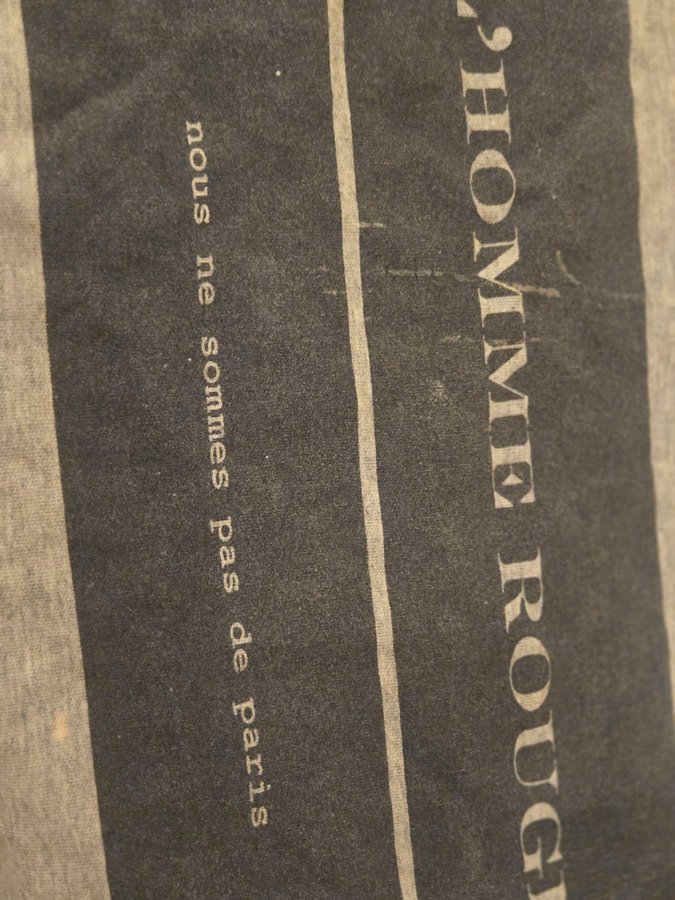 L'HOMME ROUG
nous ne sommes pas de paris